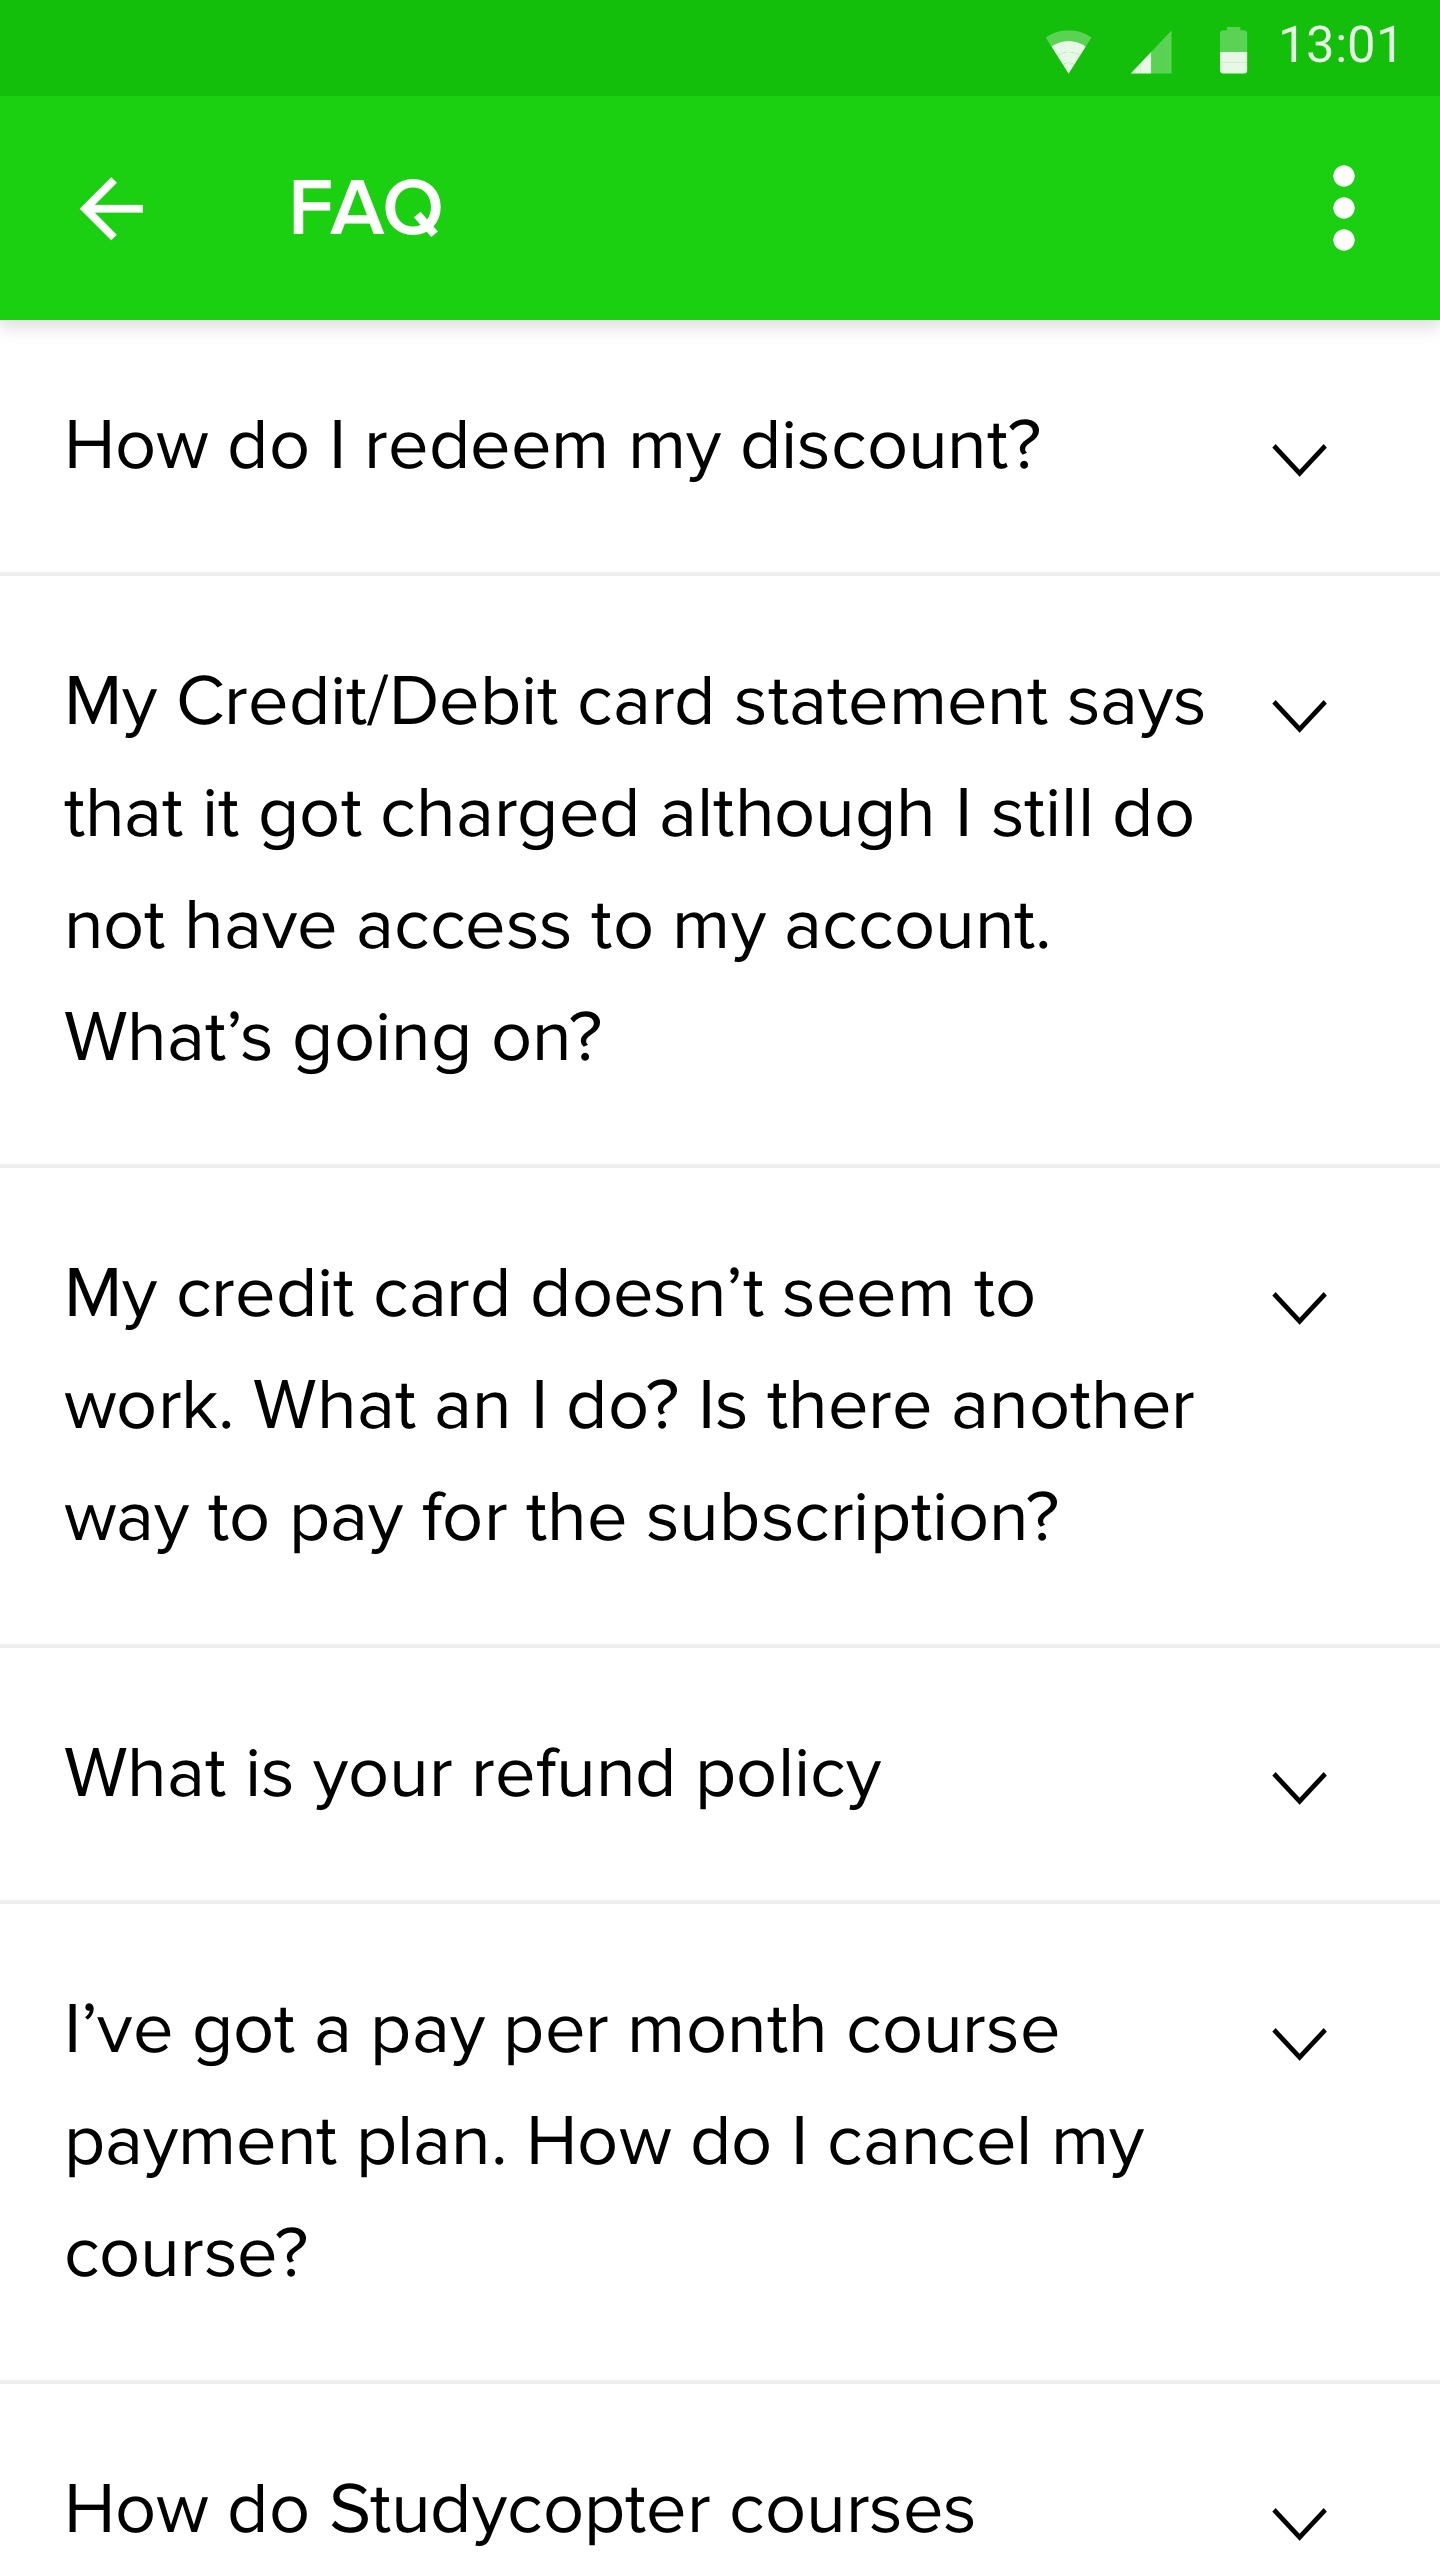 13:01
FAQ
How do I redeem my discount?
My Credit/Debit card statement says
that it got charged although I still do
not have access to my account.
What’s going on?
My credit card doesn’t seem to
work. What an I do? Is there another
way to pay for the subscription?
What is your refund policy
I’ve got a pay per month course
payment plan. How do I cancel my
course?
How do Studycopter courses